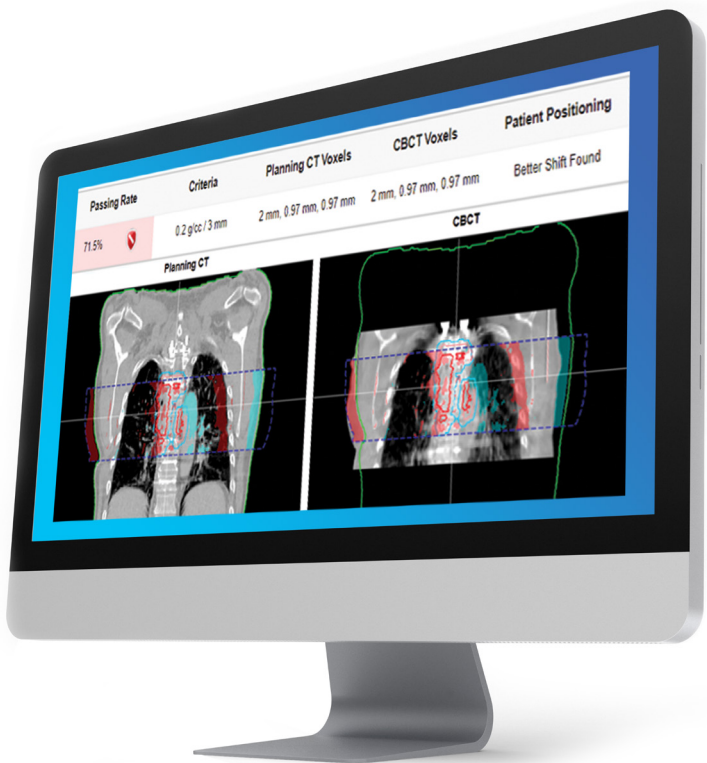 Passing Rate Criteria Planning CT Voxels CBCT Voxels Patient Positioning
71.5% 0.2 g/cc / 3 mm 2 mm, 0.97 mm, 0.97 mm 2 mm, 0.97 mm, 0.97 mm Better Shift Found
Planning CT CBCT